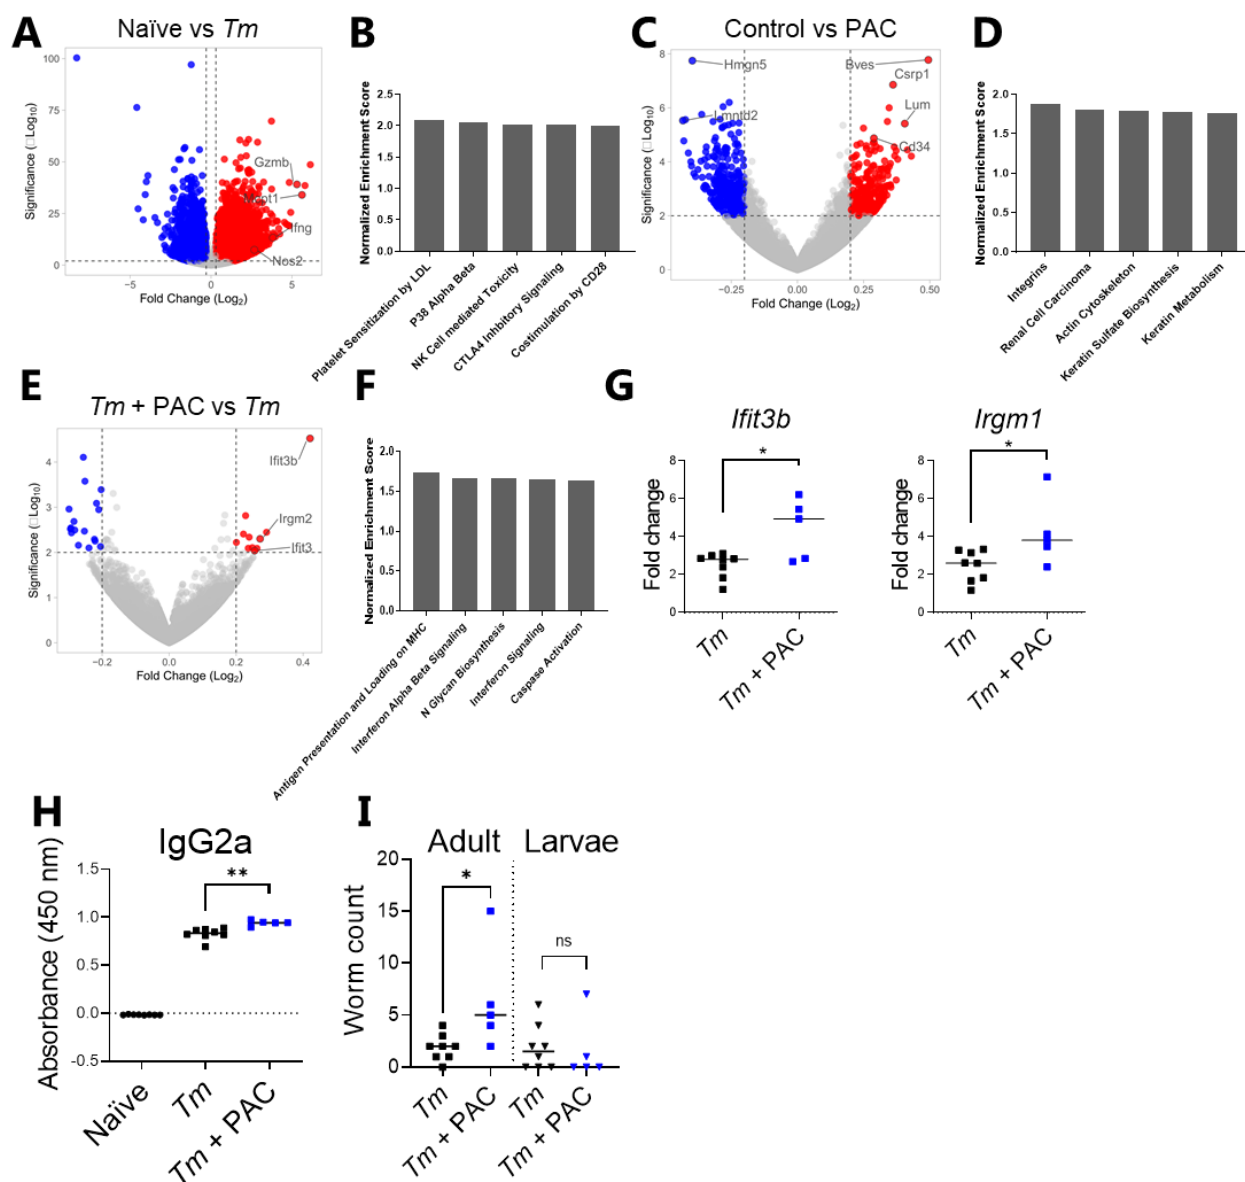 A
Naïve vs Tm
Significance (□Log10)
100
75
50
25
0
Gzmb
Mcpt1
Ifng
Nos2
−5
0
5
Fold Change (Log2)
B
Normalized Enrichment Score
2.5
2.0
1.5
1.0
0.5
0.0
Platelet Sensitization by LDL
P38 Alpha Beta
NK Cell mediated Toxicity
CTLA4 Inhbitory Signaling
Costimulation by CD28
C
Control vs PAC
Significance (□Log10)
8
6
4
2
0
Hmgn5
Lmntd2
Bves
Csrp1
Lum
Cd34
−0.25
0.00
0.25
0.50
Fold Change (Log2)
D
Normalized Enrichment Score
2.0
1.5
1.0
0.5
0.0
Integrins
Renal Cell Carcinoma
Actin Cytoskeleton
Keratin Sulfate Biosynthesis
Keratin Metabolism
E
Tm + PAC vs Tm
Significance (□Log10)
4
3
2
1
0
Ifit3b
Irgm2
Ifit3
−0.2
0.0
0.2
0.4
Fold Change (Log2)
F
Normalized Enrichment Score
2.0
1.5
1.0
0.5
0.0
Antigen Presentation and Loading on MHC
Interferon Alpha Beta Signaling
N Glycan Biosynthesis
Interferon Signaling
Caspase Activation
G
Ifit3b
Fold change
8
6
4
2
0
*
Tm
Tm + PAC
Irgm1
Fold change
8
6
4
2
0
*
Tm
Tm + PAC
H
IgG2a
Absorbance (450 nm)
1.5
1.0
0.5
0.0
-0.5
**
Naïve
Tm
Tm + PAC
I
Adult
Larvae
Worm count
20
15
10
5
0
*
ns
Tm
Tm + PAC
Tm
Tm + PAC